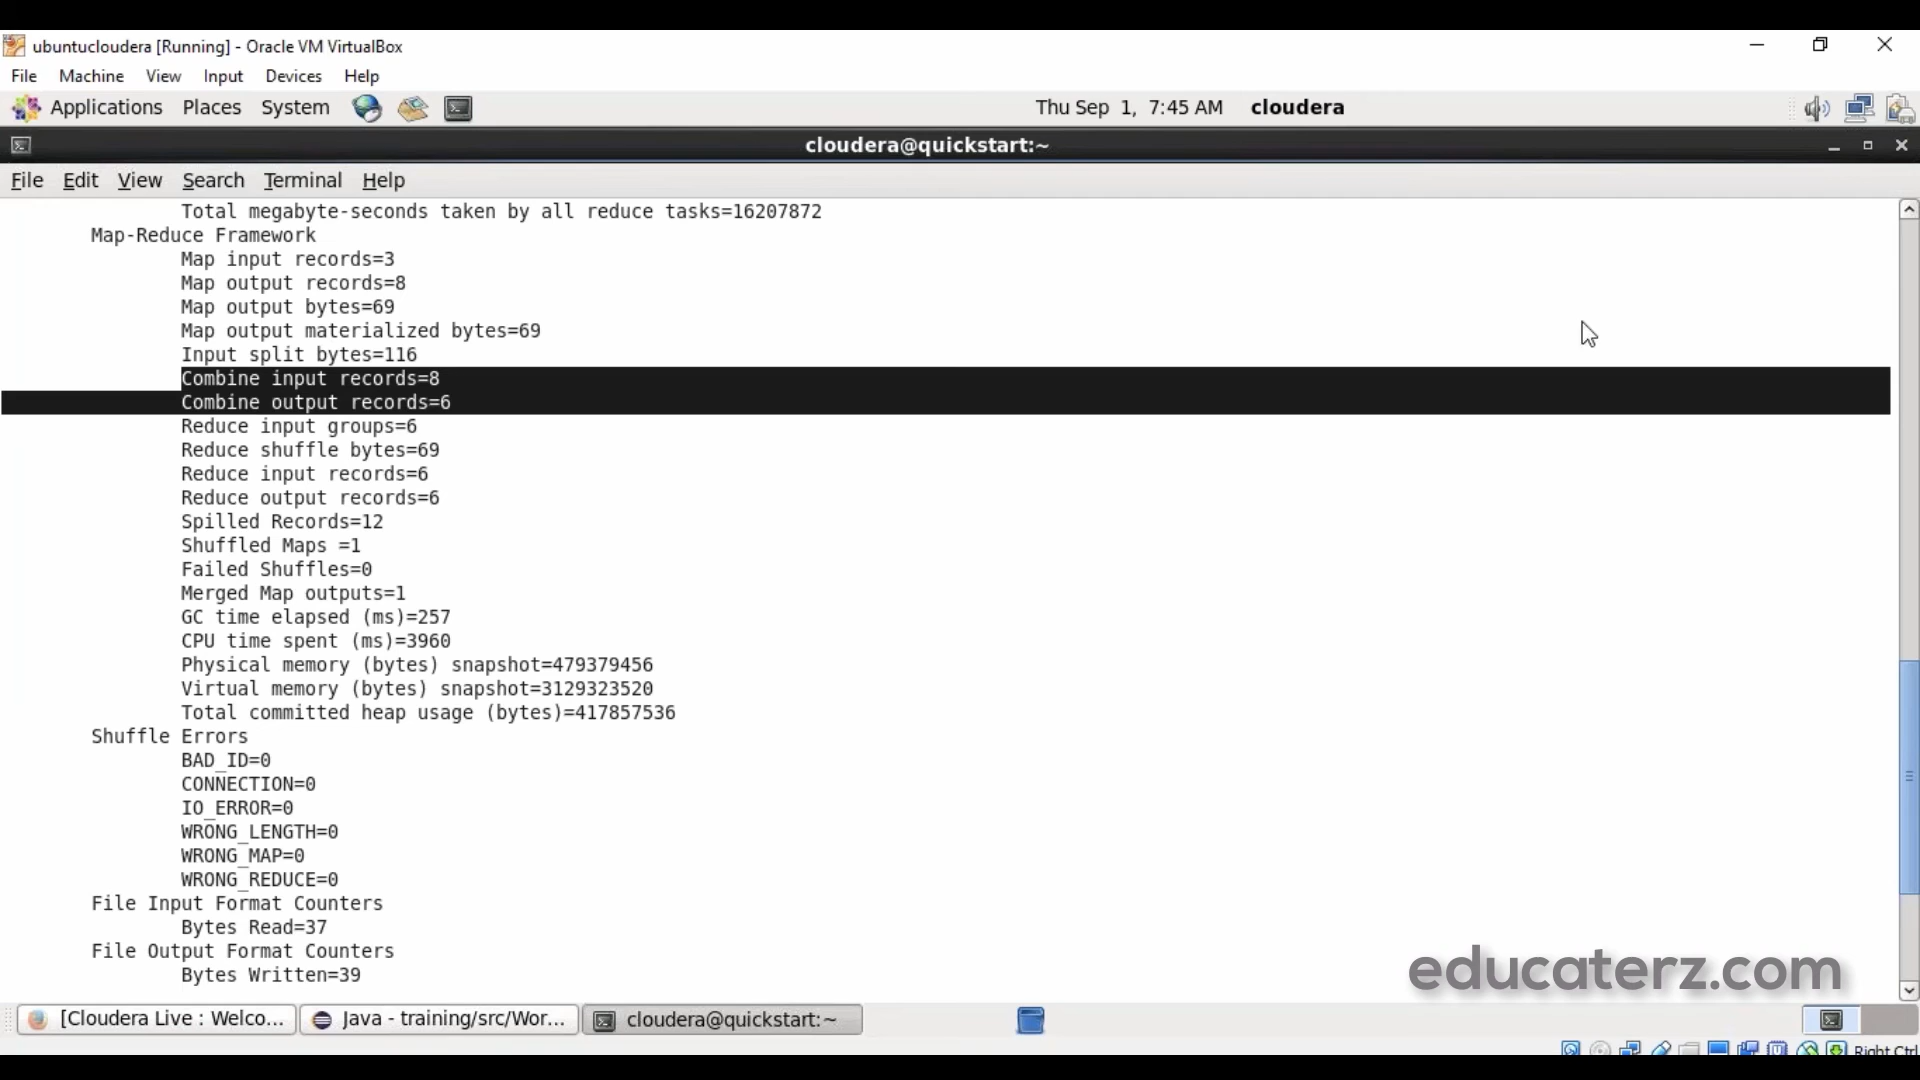 ubuntucloudera [Running] - Oracle VM VirtualBox
File Machine View Input Devices Help
Applications Places System Thu Sep 1, 7:45 AM cloudera
cloudera@quickstart:~
File Edit View Search Terminal Help
Total megabyte-seconds taken by all reduce tasks=16207872
Map-Reduce Framework
Map input records=3
Map output records=8
Map output bytes=69
Map output materialized bytes=69
Input split bytes=116
Combine input records=8
Combine output records=6
Reduce input groups=6
Reduce shuffle bytes=69
Reduce input records=6
Reduce output records=6
Spilled Records=12
Shuffled Maps =1
Failed Shuffles=0
Merged Map outputs=1
GC time elapsed (ms)=257
CPU time spent (ms)=3960
Physical memory (bytes) snapshot=479379456
Virtual memory (bytes) snapshot=3129323520
Total committed heap usage (bytes)=417857536
Shuffle Errors
BAD_ID=0
CONNECTION=0
IO_ERROR=0
WRONG_LENGTH=0
WRONG_MAP=0
WRONG_REDUCE=0
File Input Format Counters
Bytes Read=37
File Output Format Counters
Bytes Written=39
educaterz.com
[Cloudera Live : Welco... Java - training/src/Wor... cloudera@quickstart:~
Right Ctrl